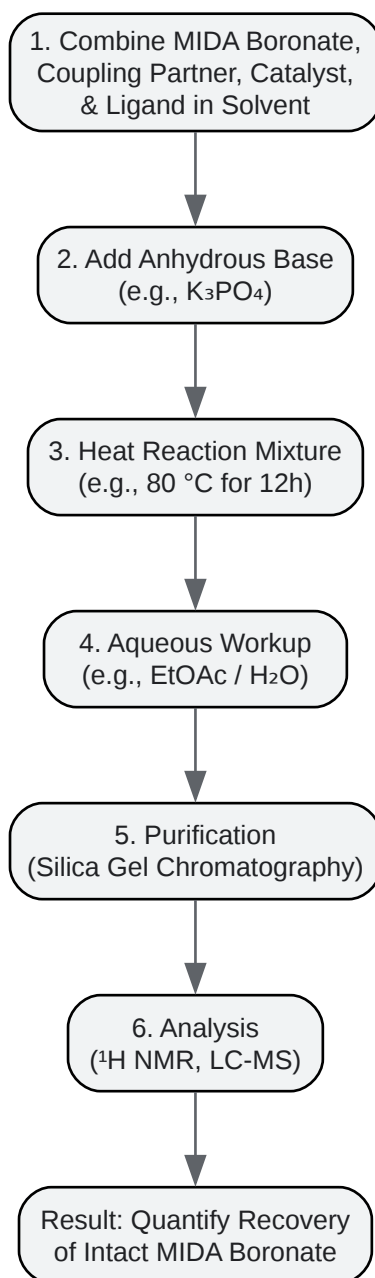 1. Combine MIDA Boronate,
Coupling Partner, Catalyst,
& Ligand in Solvent
2. Add Anhydrous Base
(e.g., K₃PO₄)
3. Heat Reaction Mixture
(e.g., 80 °C for 12h)
4. Aqueous Workup
(e.g., EtOAc / H₂O)
5. Purification
(Silica Gel Chromatography)
6. Analysis
(¹H NMR, LC-MS)
Result: Quantify Recovery
of Intact MIDA Boronate